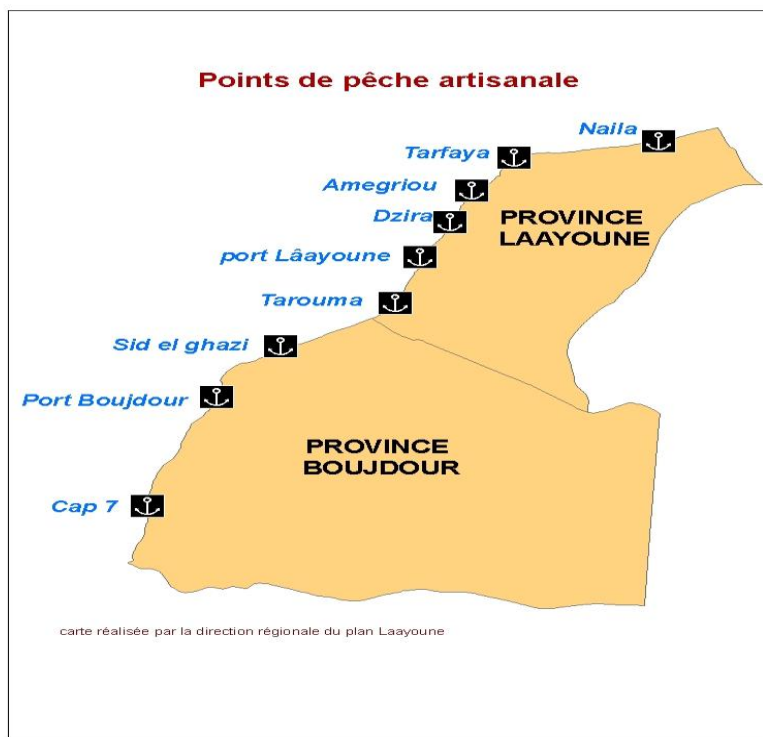 Points de pêche artisanale
Naila
Tarfaya
Amegriou
Dzira
PROVINCE
LAAYOUNE
port Lâayoune
Tarouma
Sid el ghazi
Port Boujdour
PROVINCE
BOUJDOUR
Cap 7
carte réalisée par la direction régionale du plan Laayoune